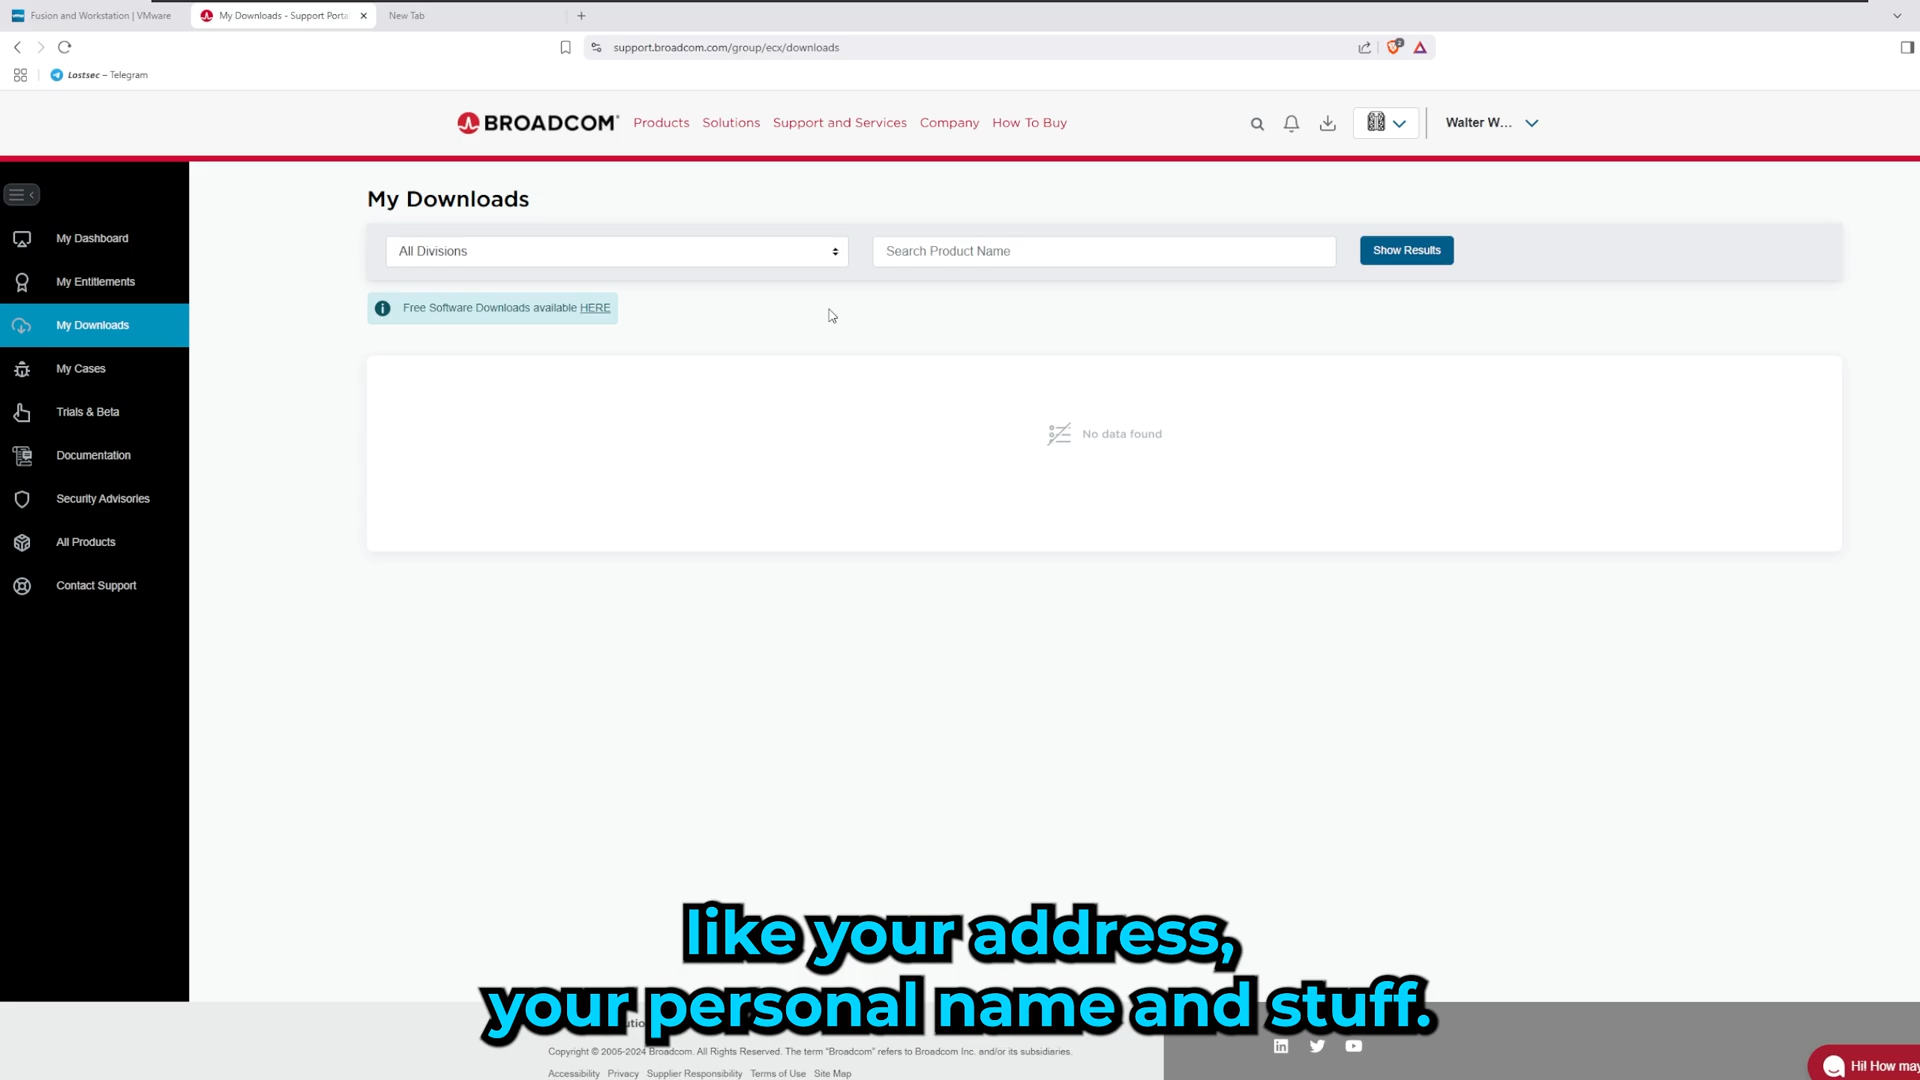 Fusion and Workstation | VMware
My Downloads - Support Porta
New Tab
support.broadcom.com/group/ecx/downloads
2
Lostsec – Telegram
BROADCOM
Products
Solutions
Support and Services
Company
How To Buy
Walter W...
My Dashboard
My Entitlements
My Downloads
My Cases
Trials & Beta
Documentation
Security Advisories
All Products
Contact Support
My Downloads
All Divisions
Search Product Name
Show Results
Free Software Downloads available HERE
No data found
like your address,
your personal name and stuff.
Copyright © 2005-2024 Broadcom. All Rights Reserved. The term "Broadcom" refers to Broadcom Inc. and/or its subsidiaries.
Accessibility Privacy Supplier Responsibility Terms of Use Site Map
Hi! How may